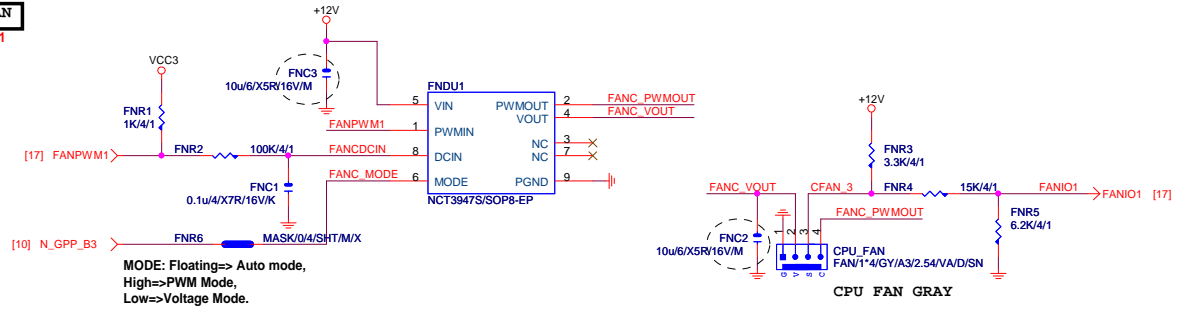 AN
1
+12V
VCC3
FNC3
10u/6/X5R/16V/M
FNR1
1K/4/1
[17] FANPWM1
FNR2 100K/4/1
FNC1
0.1u/4/X7R/16V/K
[10] N_GPP_B3
FNR6 MASK/0/4/SHT/M/X
MODE: Floating=> Auto mode,
High=>PWM Mode,
Low=>Voltage Mode.
FANPWM1
FANCDCIN
FANC_MODE
FNDU1
5 VIN
1 PWMIN
8 DCIN
6 MODE
PWMOUT 2
VOUT 4
NC 3
NC 7
PGND 9
NCT3947S/SOP8-EP
FANC_PWMOUT
FANC_VOUT
+12V
FNR3
3.3K/4/1
FANC_VOUT
CFAN_3
FNR4 15K/4/1
FANIO1
FANIO1 [17]
FANC_PWMOUT
FNR5
6.2K/4/1
FNC2
10u/6/X5R/16V/M
1 2 3 4
G V S C
CPU_FAN
FAN/1*4/GY/A3/2.54/VA/D/SN
CPU FAN GRAY